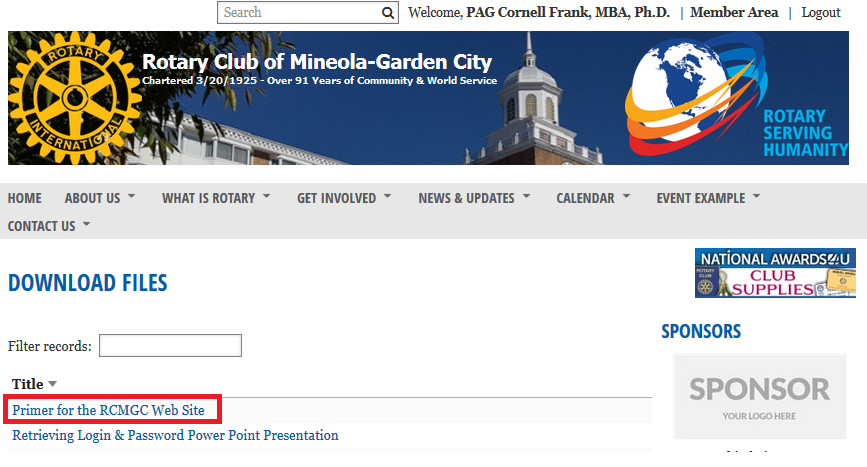 Search
Welcome, PAG Cornell Frank, MBA, Ph.D. | Member Area | Logout
ROTARY
INTERNATIONAL
Rotary Club of Mineola-Garden City
Chartered 3/20/1925 - Over 91 Years of Community & World Service
ROTARY
SERVING
HUMANITY
HOME ABOUT US WHAT IS ROTARY GET INVOLVED NEWS & UPDATES CALENDAR EVENT EXAMPLE
CONTACT US
NATIONAL AWARDS4U
CLUB
SUPPLIES
DOWNLOAD FILES
SPONSORS
Filter records:
Title
Primer for the RCMGC Web Site
Retrieving Login & Password Power Point Presentation
SPONSOR
YOUR LOGO HERE